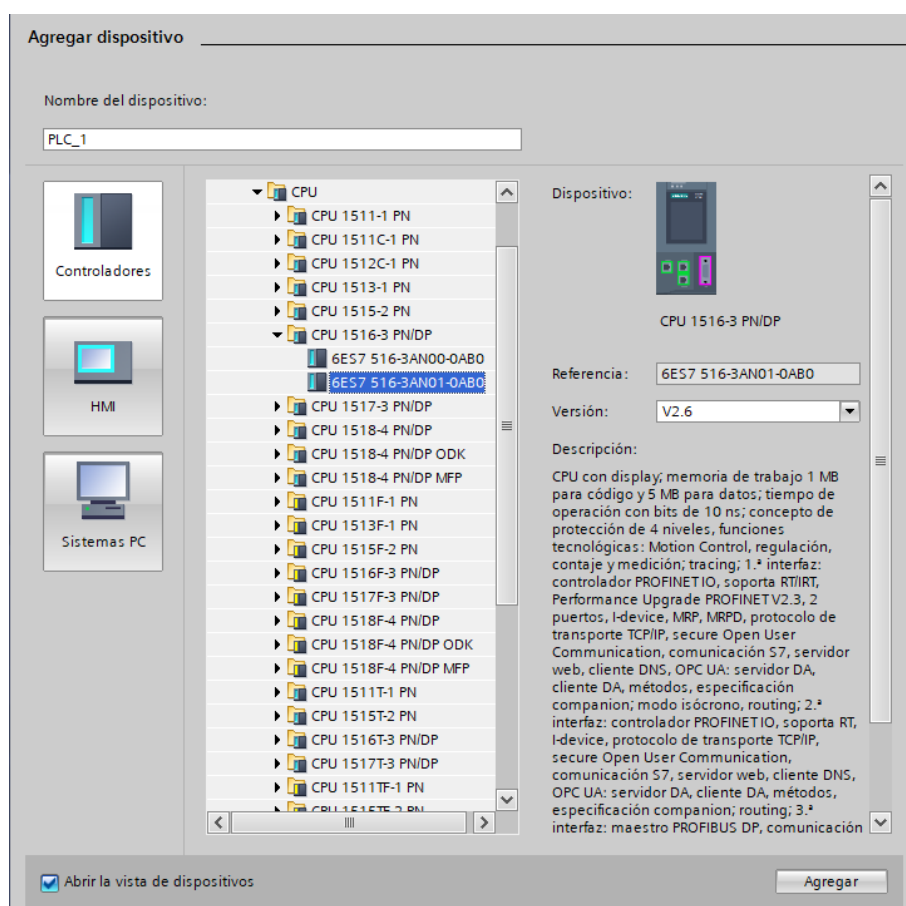 Agregar dispositivo
Nombre del dispositivo:
PLC_1
Controladores
HMI
Sistemas PC
CPU
CPU 1511-1 PN
CPU 1511C-1 PN
CPU 1512C-1 PN
CPU 1513-1 PN
CPU 1515-2 PN
CPU 1516-3 PN/DP
6ES7 516-3AN00-0AB0
6ES7 516-3AN01-0AB0
CPU 1517-3 PN/DP
CPU 1518-4 PN/DP
CPU 1518-4 PN/DP ODK
CPU 1518-4 PN/DP MFP
CPU 1511F-1 PN
CPU 1513F-1 PN
CPU 1515F-2 PN
CPU 1516F-3 PN/DP
CPU 1517F-3 PN/DP
CPU 1518F-4 PN/DP
CPU 1518F-4 PN/DP ODK
CPU 1518F-4 PN/DP MFP
CPU 1511T-1 PN
CPU 1515T-2 PN
CPU 1516T-3 PN/DP
CPU 1517T-3 PN/DP
CPU 1511TF-1 PN
CPU 1515TF-2 PN
Dispositivo:
CPU 1516-3 PN/DP
Referencia:
6ES7 516-3AN01-0AB0
Versión:
V2.6
Descripción:
CPU con display; memoria de trabajo 1 MB
para código y 5 MB para datos; tiempo de
operación con bits de 10 ns; concepto de
protección de 4 niveles, funciones
tecnológicas: Motion Control, regulación,
contaje y medición; tracing; 1.ª interfaz:
controlador PROFINET IO, soporta RT/IRT,
Performance Upgrade PROFINET V2.3, 2
puertos, I-device, MRP, MRPD, protocolo de
transporte TCP/IP, secure Open User
Communication, comunicación S7, servidor
web, cliente DNS, OPC UA: servidor DA,
cliente DA, métodos, especificación
companion; modo isócrono, routing; 2.ª
interfaz: controlador PROFINET IO, soporta RT,
I-device, protocolo de transporte TCP/IP,
secure Open User Communication,
comunicación S7, servidor web, cliente DNS,
OPC UA: servidor DA, cliente DA, métodos,
especificación companion; routing; 3.ª
interfaz: maestro PROFIBUS DP, comunicación
Abrir la vista de dispositivos
Agregar